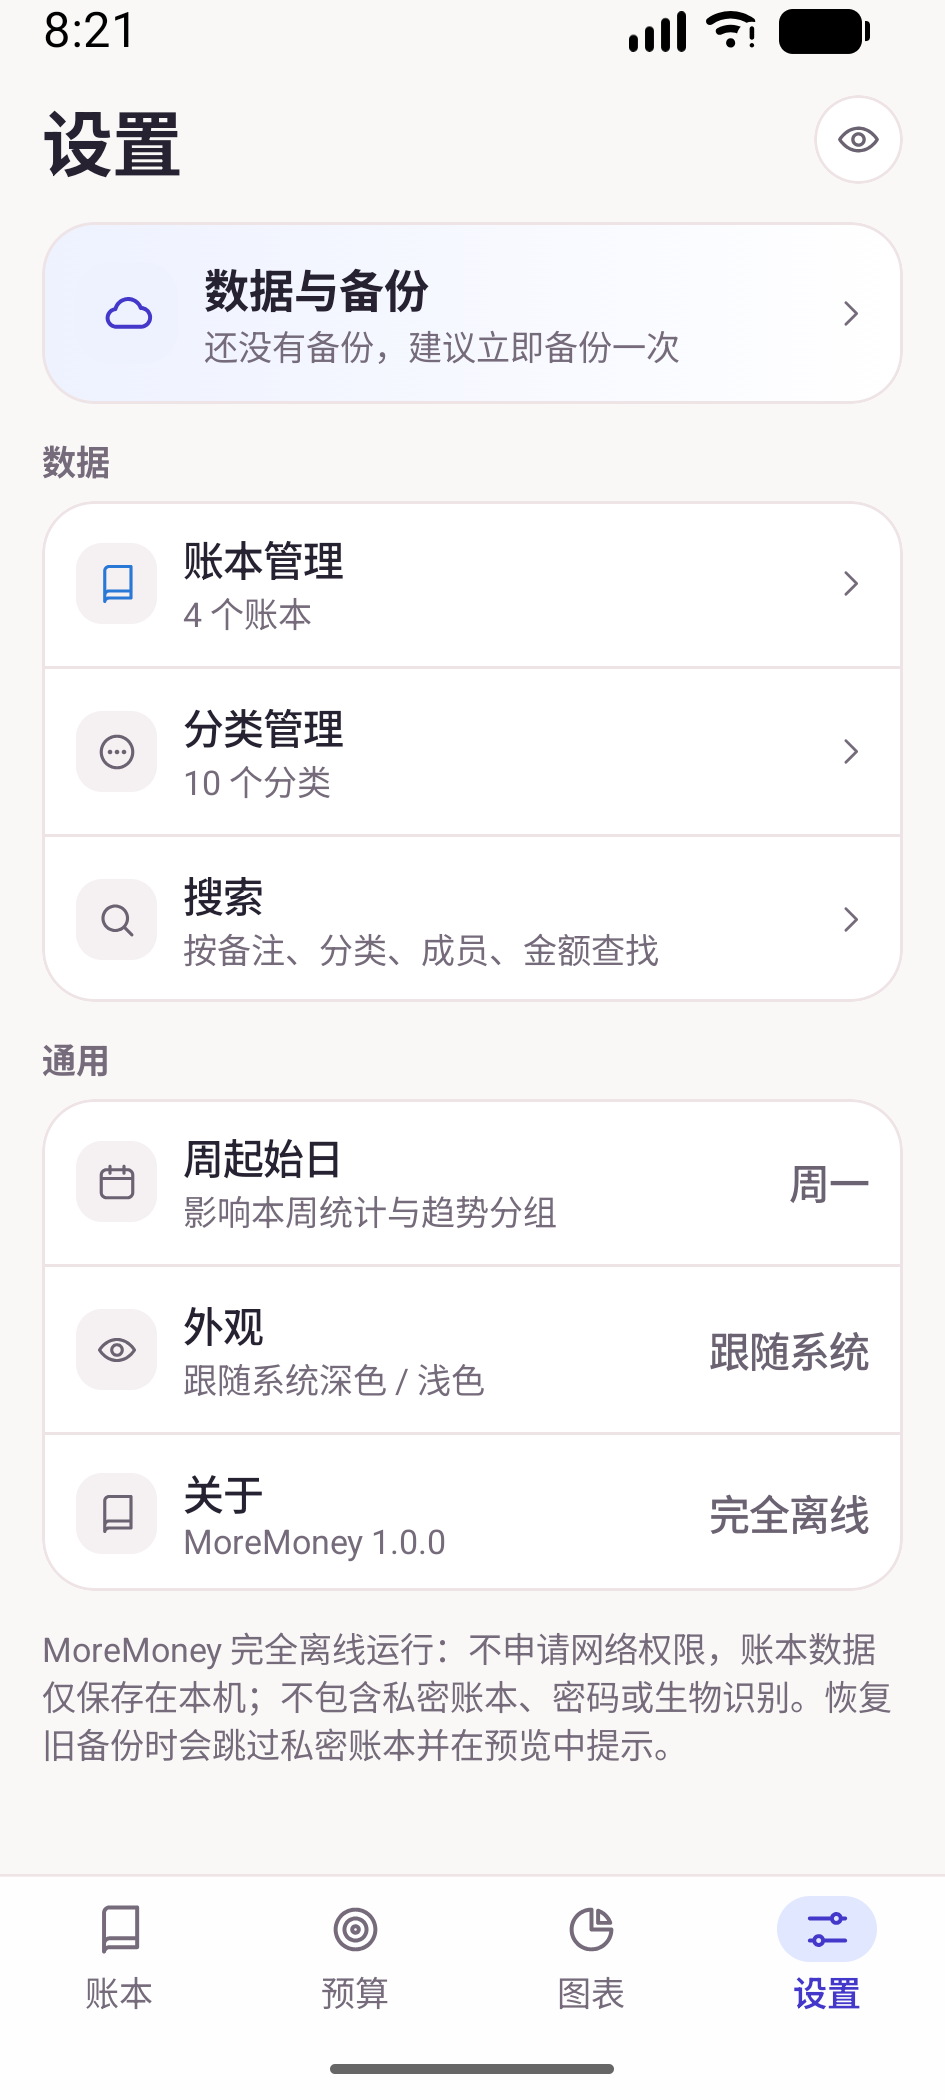 8:21
设置
数据与备份
还没有备份，建议立即备份一次
数据
账本管理
4 个账本
分类管理
10 个分类
搜索
按备注、分类、成员、金额查找
通用
周起始日
影响本周统计与趋势分组
周一
外观
跟随系统深色 / 浅色
跟随系统
关于
MoreMoney 1.0.0
完全离线
MoreMoney 完全离线运行：不申请网络权限，账本数据
仅保存在本机；不包含私密账本、密码或生物识别。恢复
旧备份时会跳过私密账本并在预览中提示。
账本
预算
图表
设置